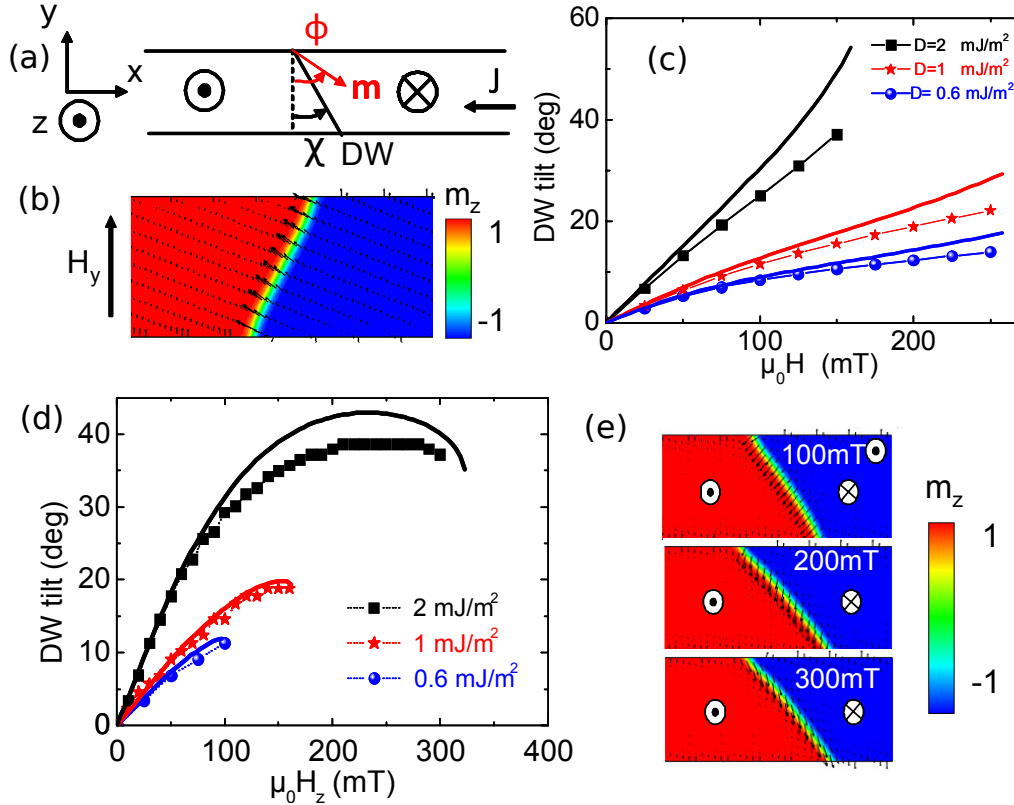 (a)
y
x
z
ϕ
m
J
χ
DW
(b)
H_y
m_z
1
-1
(c)
DW tilt (deg)
60
40
20
0
0
100
200
μ₀H (mT)
D=2 mJ/m²
D=1 mJ/m²
D= 0.6 mJ/m²
(d)
DW tilt (deg)
40
30
20
10
0
0
100
200
300
400
μ₀H_z (mT)
2 mJ/m²
1 mJ/m²
0.6 mJ/m²
(e)
100mT
200mT
300mT
m_z
1
-1